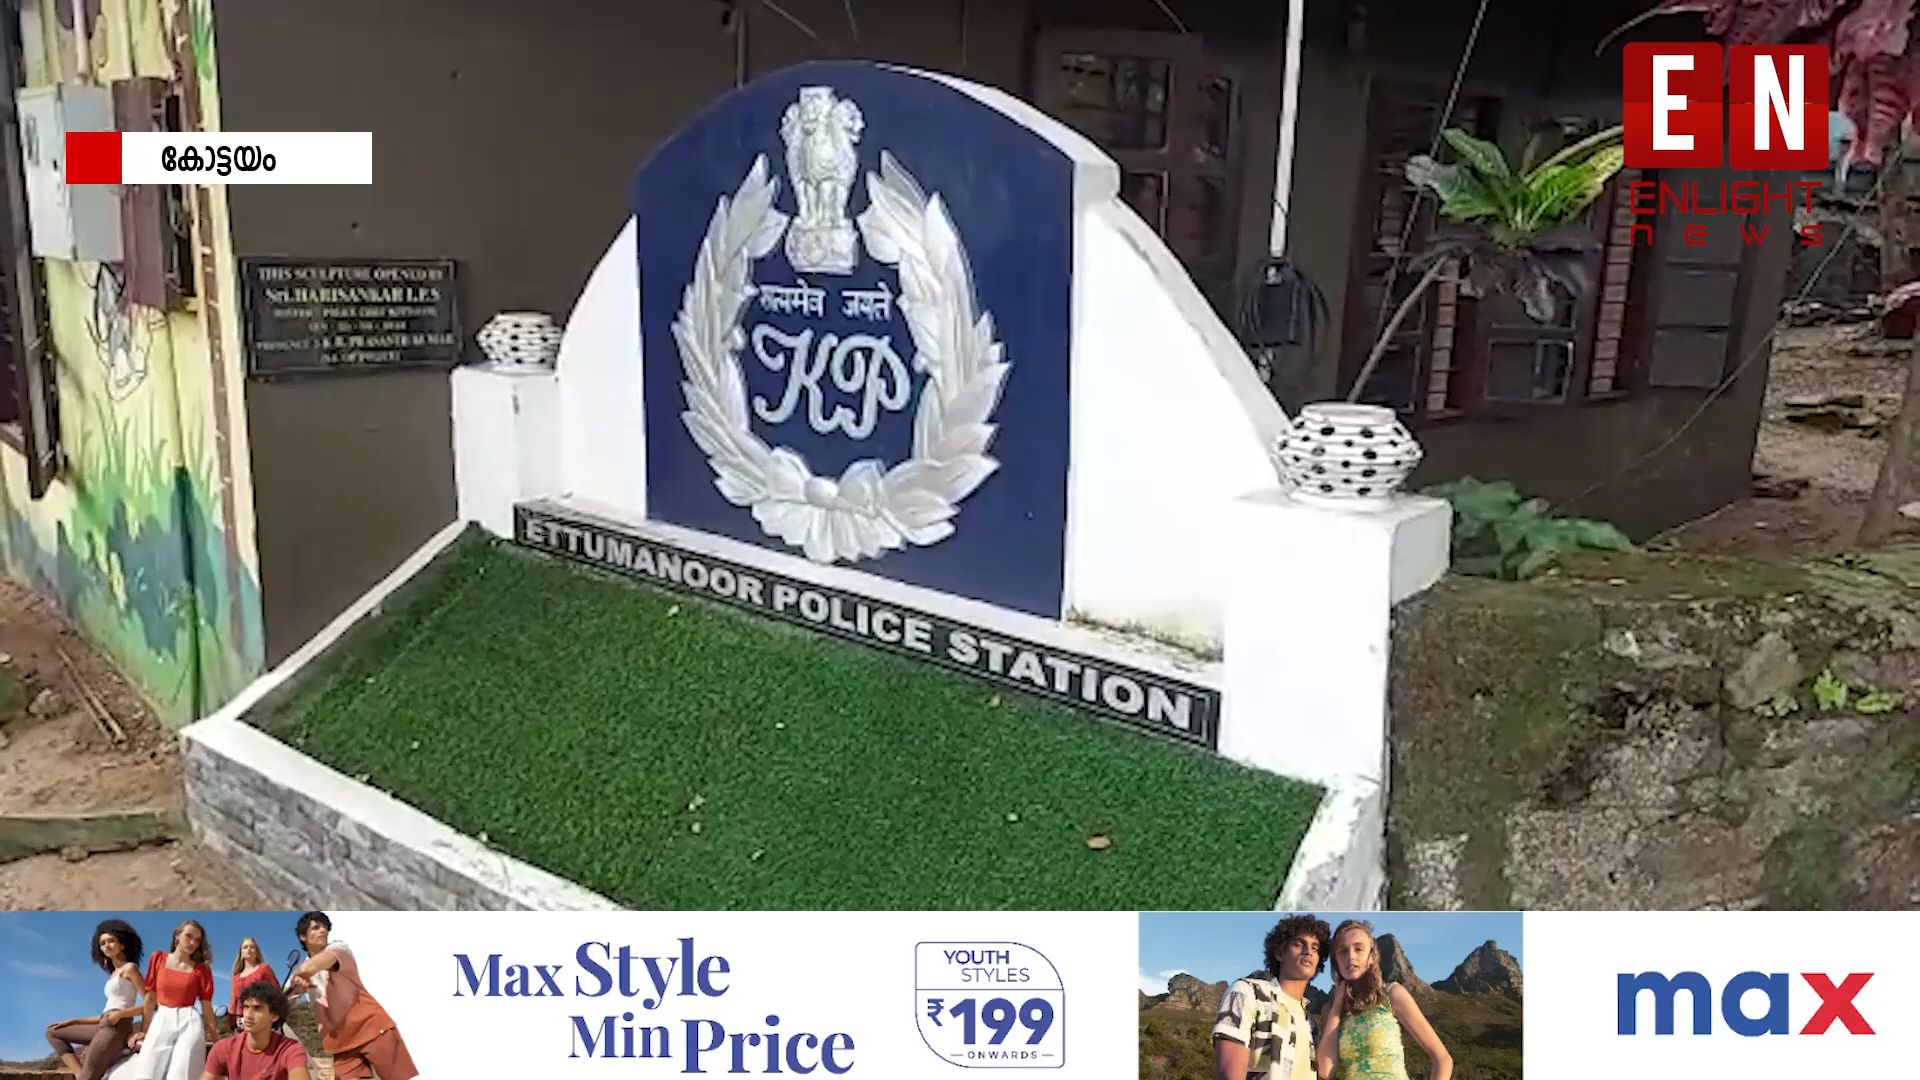 കോട്ടയം
EN
ENLIGHT
news
THIS SCULPTURE OPENED BY
Sri. HARISANKAR I.P.S
सत्यमेव जयते
KP
ETTUMANOOR POLICE STATION
Max Style
Min Price
YOUTH
STYLES
₹199
ONWARDS
max